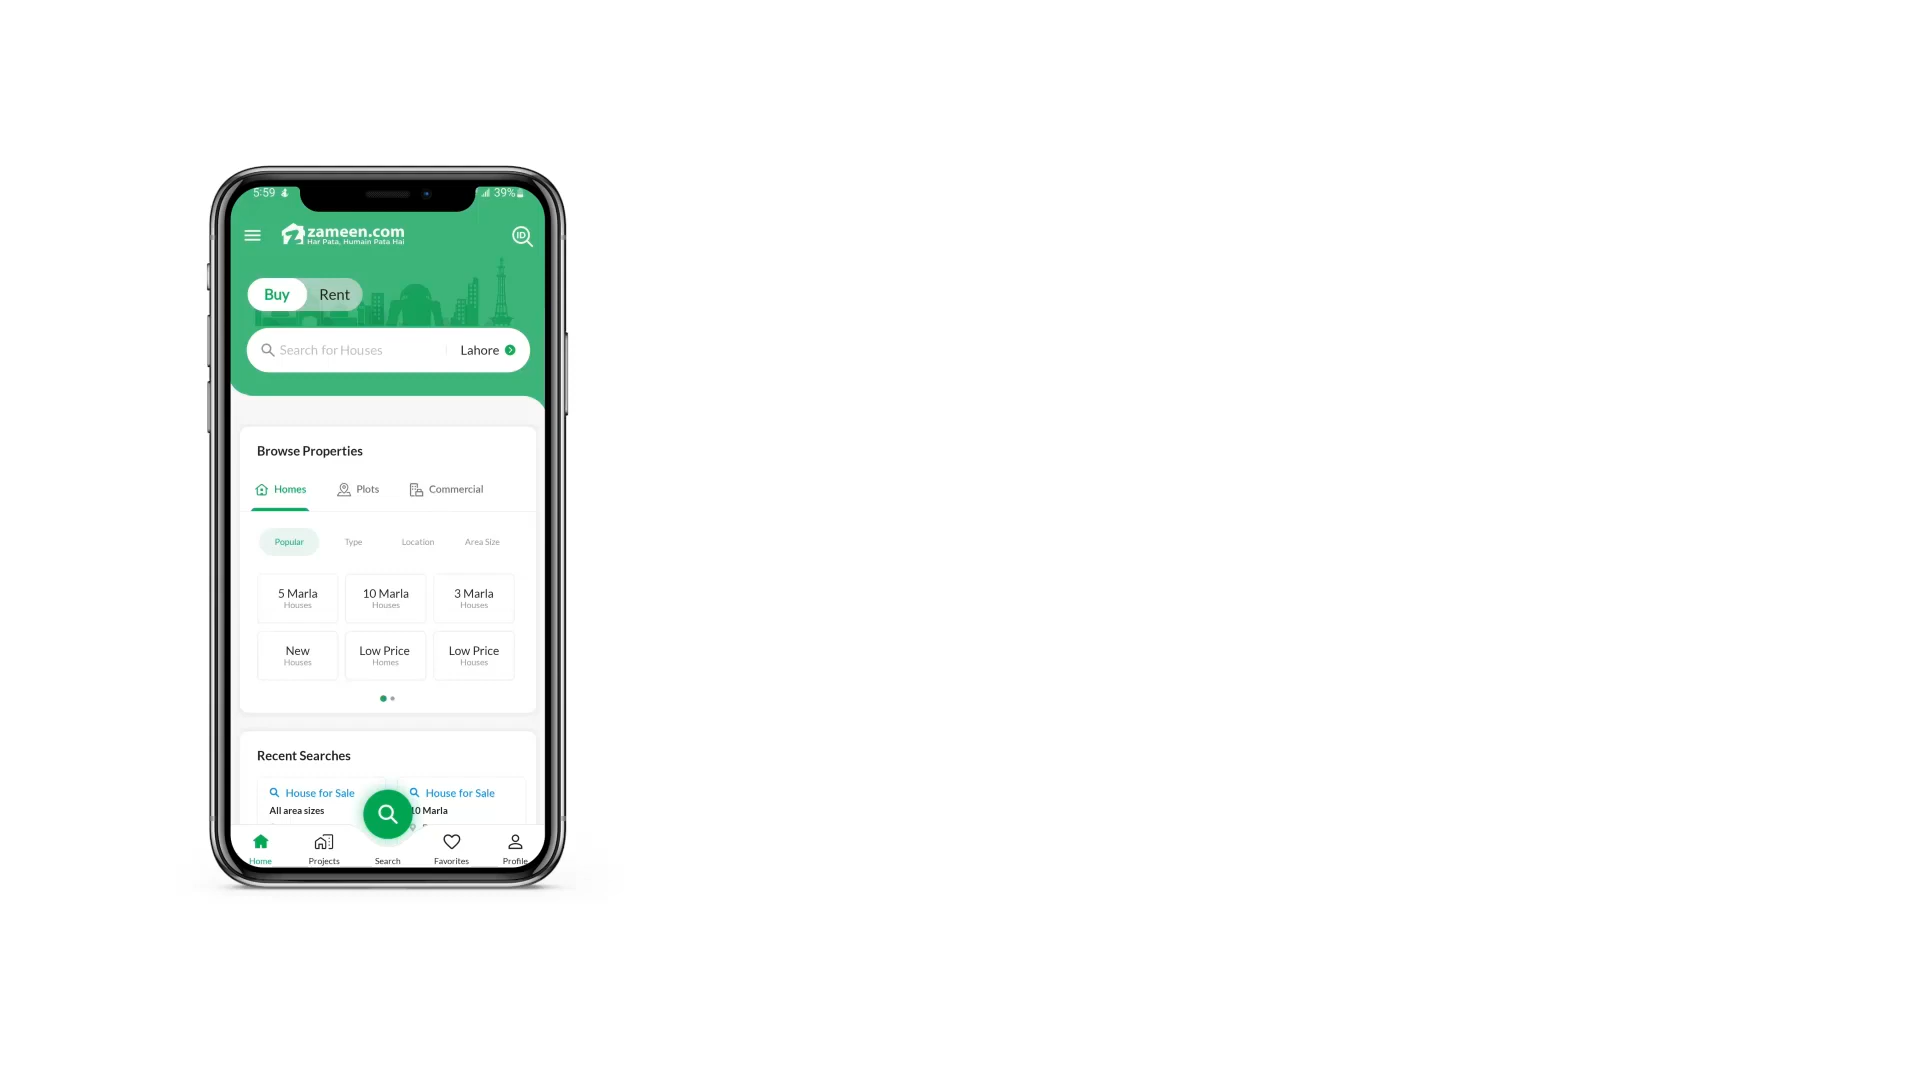 5:59 39%
zameen.com
Har Pata, Humain Pata Hai
ID
Buy Rent
Search for Houses Lahore
Browse Properties
Homes Plots Commercial
Popular Type Location Area Size
5 Marla 10 Marla 3 Marla
Houses Houses Houses
New Low Price Low Price
Houses Homes Houses
Recent Searches
House for Sale House for Sale
All area sizes 10 Marla
Home Projects Search Favorites Profile